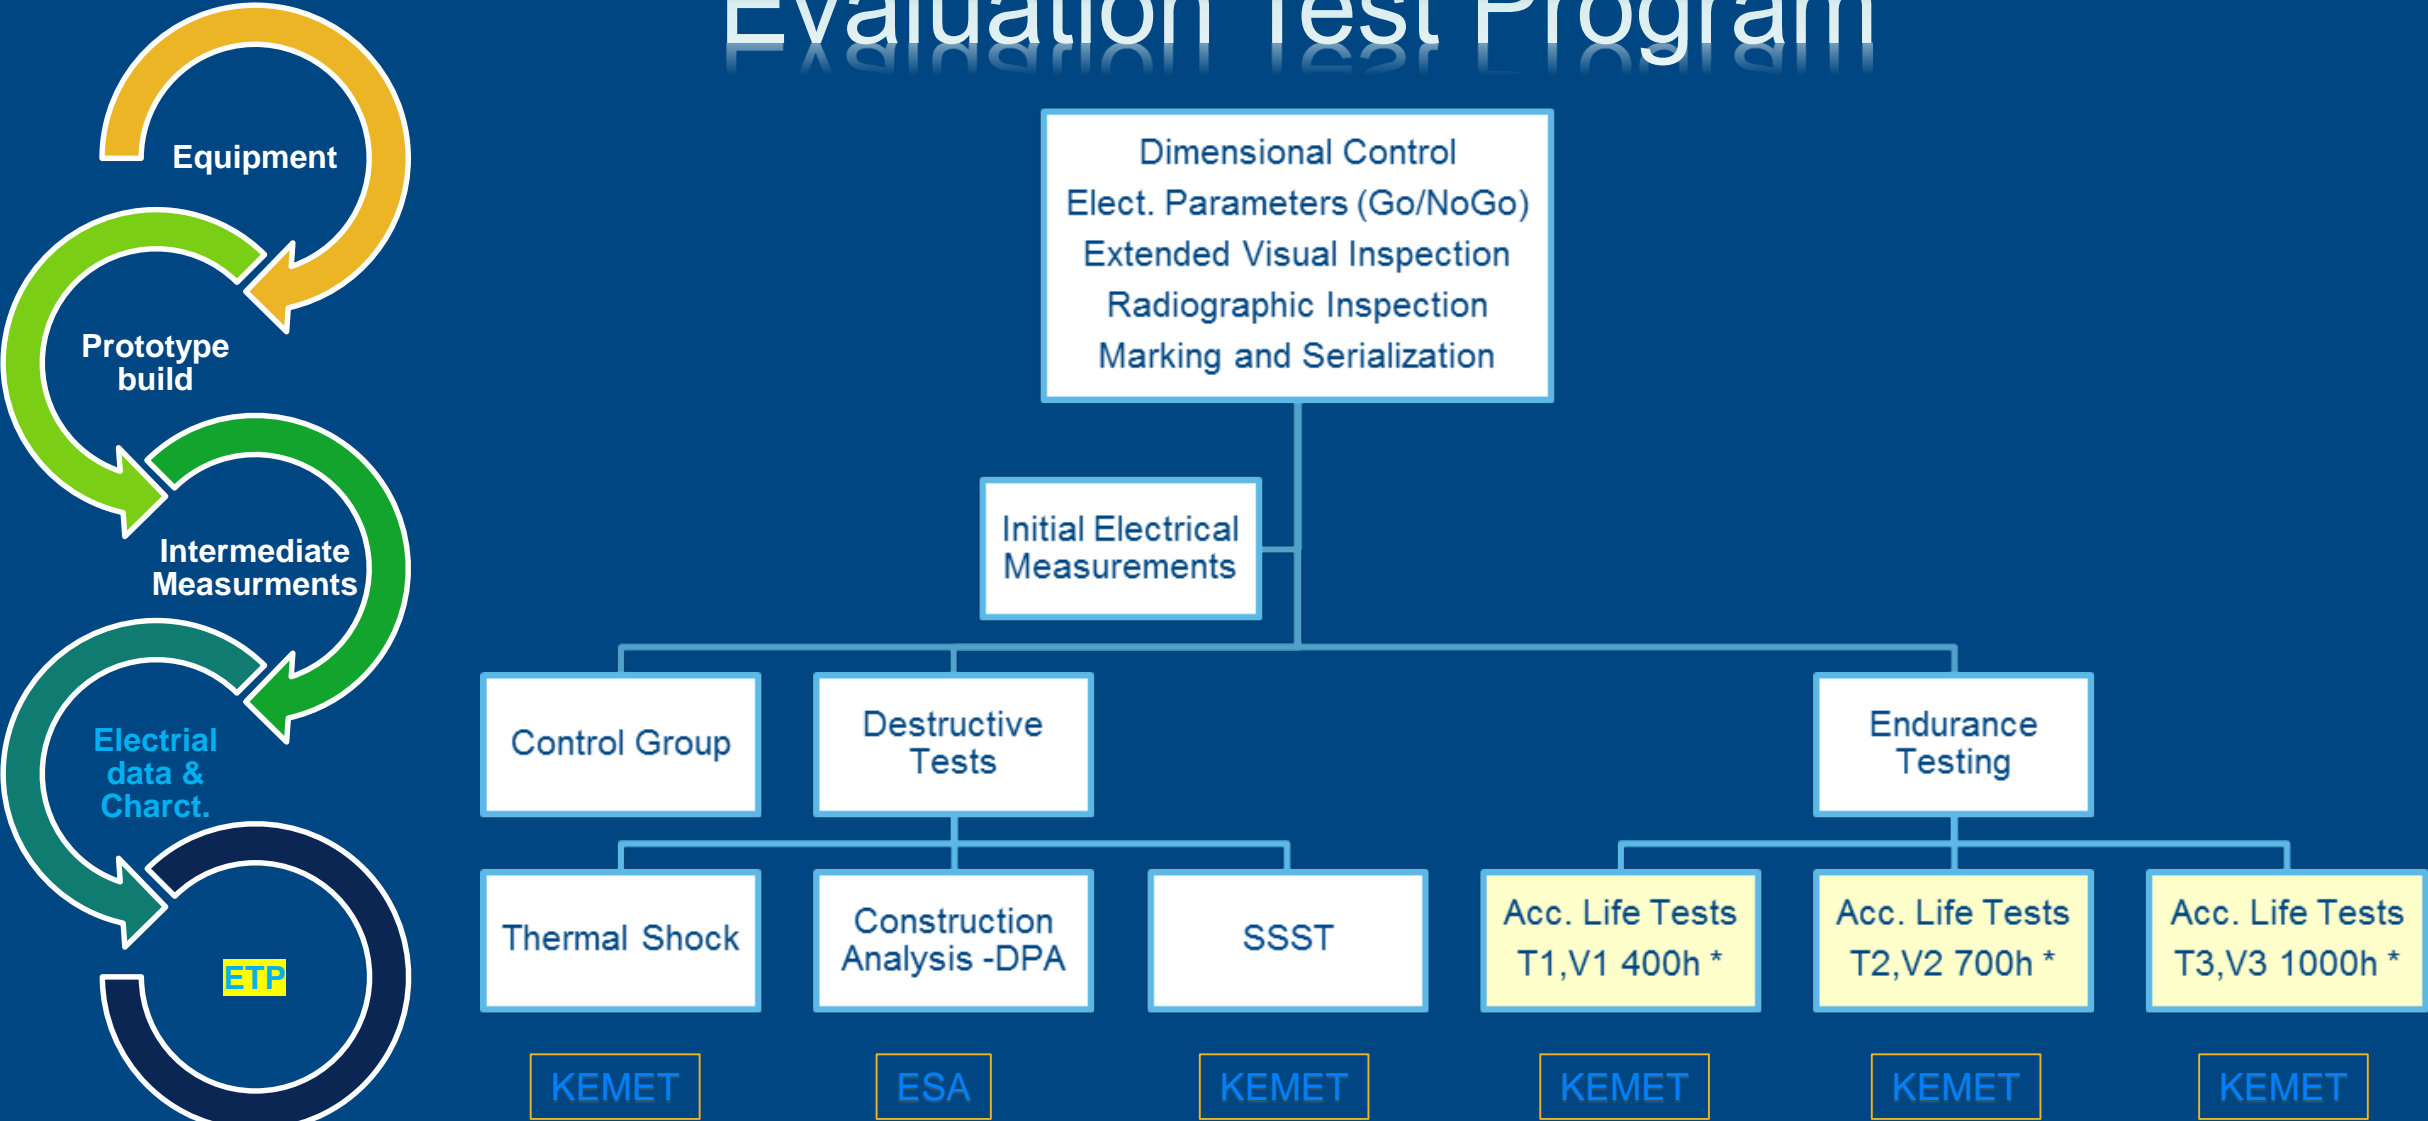 Evaluation Test Program
Equipment
Prototype
build
Intermediate
Measurments
Electrial
data &
Charct.
ETP
Dimensional Control
Elect. Parameters (Go/NoGo)
Extended Visual Inspection
Radiographic Inspection
Marking and Serialization
Initial Electrical
Measurements
Control Group
Destructive
Tests
Endurance
Testing
Thermal Shock
Construction
Analysis -DPA
SSST
Acc. Life Tests
T1,V1 400h *
Acc. Life Tests
T2,V2 700h *
Acc. Life Tests
T3,V3 1000h *
KEMET
ESA
KEMET
KEMET
KEMET
KEMET